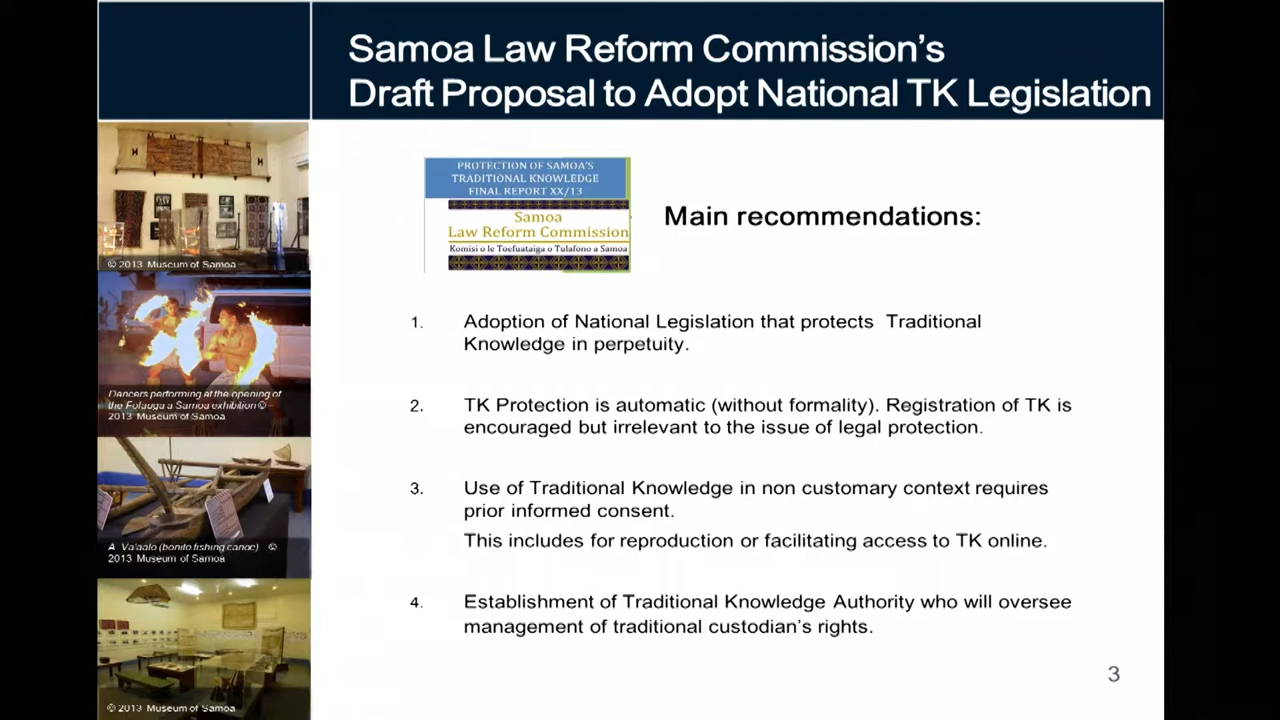 Samoa Law Reform Commission's
Draft Proposal to Adopt National TK Legislation
PROTECTION OF SAMOA'S
TRADITIONAL KNOWLEDGE
FINAL REPORT XX/13
Samoa
Law Reform Commission
Komisi o le Toefuataiga o Tulafono a Samoa
Main recommendations:
1. Adoption of National Legislation that protects Traditional
Knowledge in perpetuity.
2. TK Protection is automatic (without formality). Registration of TK is
encouraged but irrelevant to the issue of legal protection.
3. Use of Traditional Knowledge in non customary context requires
prior informed consent.
This includes for reproduction or facilitating access to TK online.
4. Establishment of Traditional Knowledge Authority who will oversee
management of traditional custodian's rights.
© 2013 Museum of Samoa
Dancers performing at the opening of
the Folauga a Samoa exhibition ©
2013 Museum of Samoa
A Va'aalo (bonito fishing canoe) ©
2013 Museum of Samoa
© 2013 Museum of Samoa
3